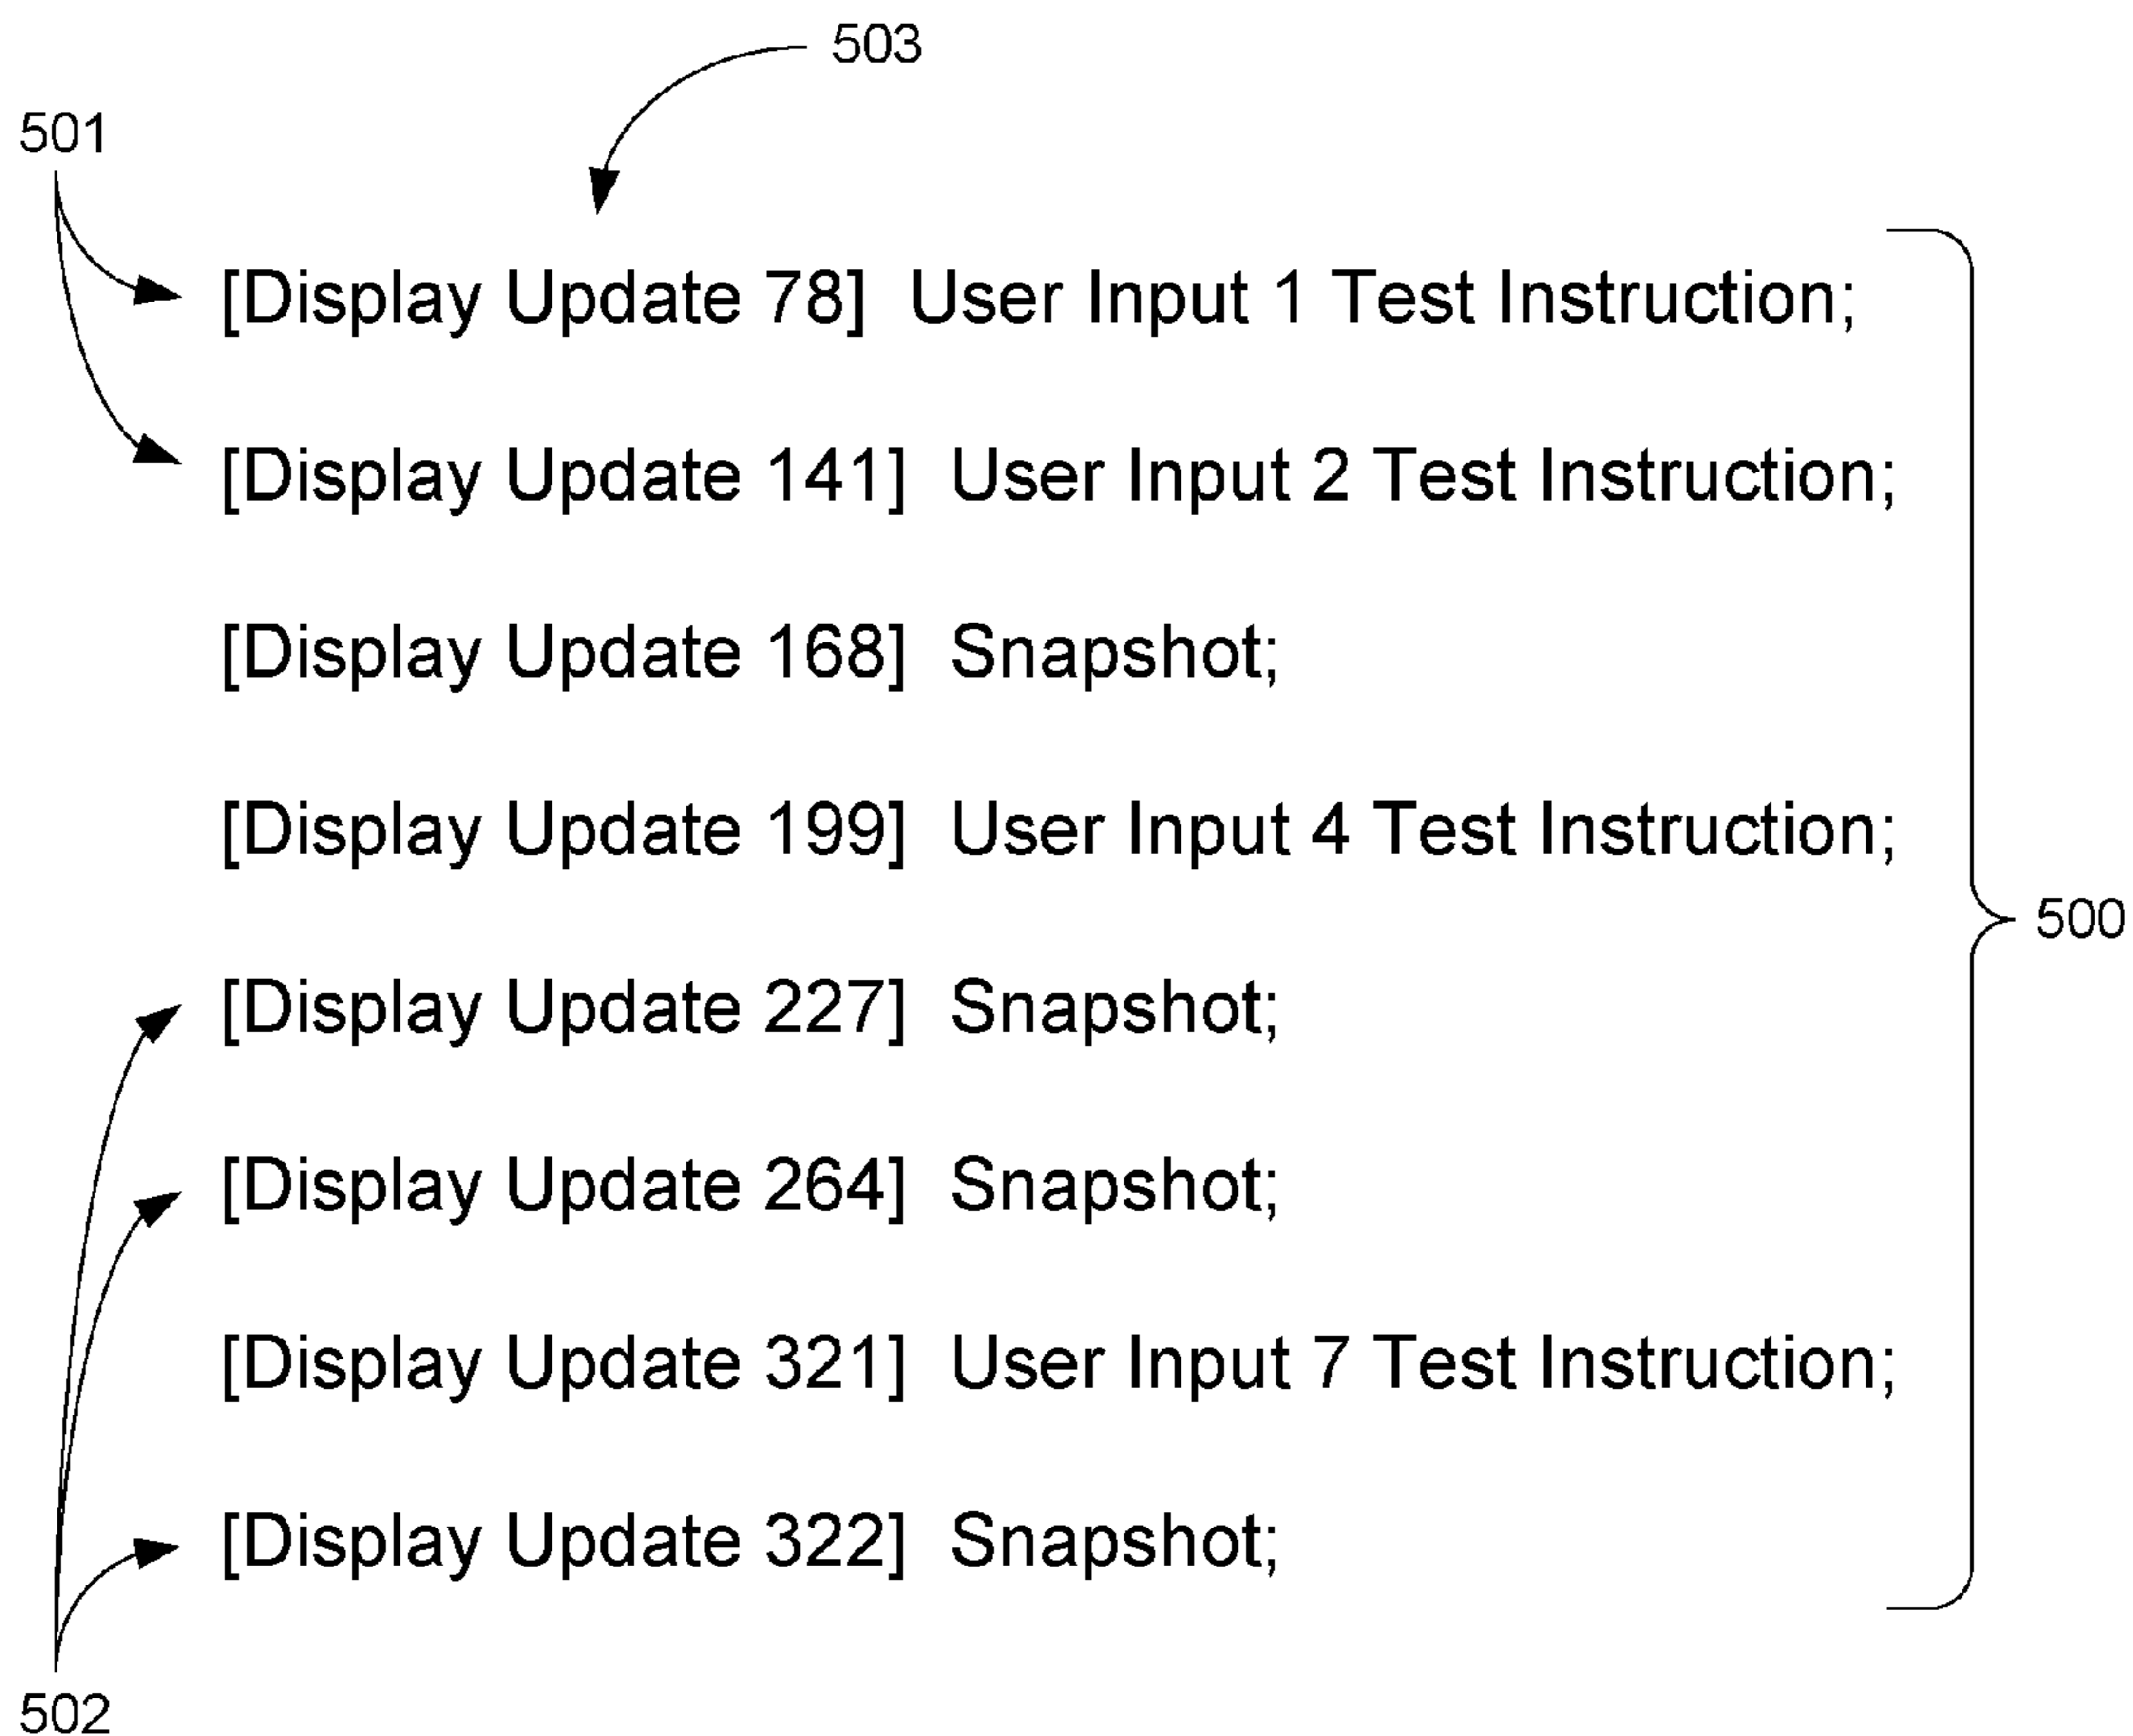 503
501
[Display Update 78] User Input 1 Test Instruction;
[Display Update 141] User Input 2 Test Instruction;
[Display Update 168] Snapshot;
[Display Update 199] User Input 4 Test Instruction;
500
[Display Update 227] Snapshot;
[Display Update 264] Snapshot;
[Display Update 321] User Input 7 Test Instruction;
[Display Update 322] Snapshot;
502